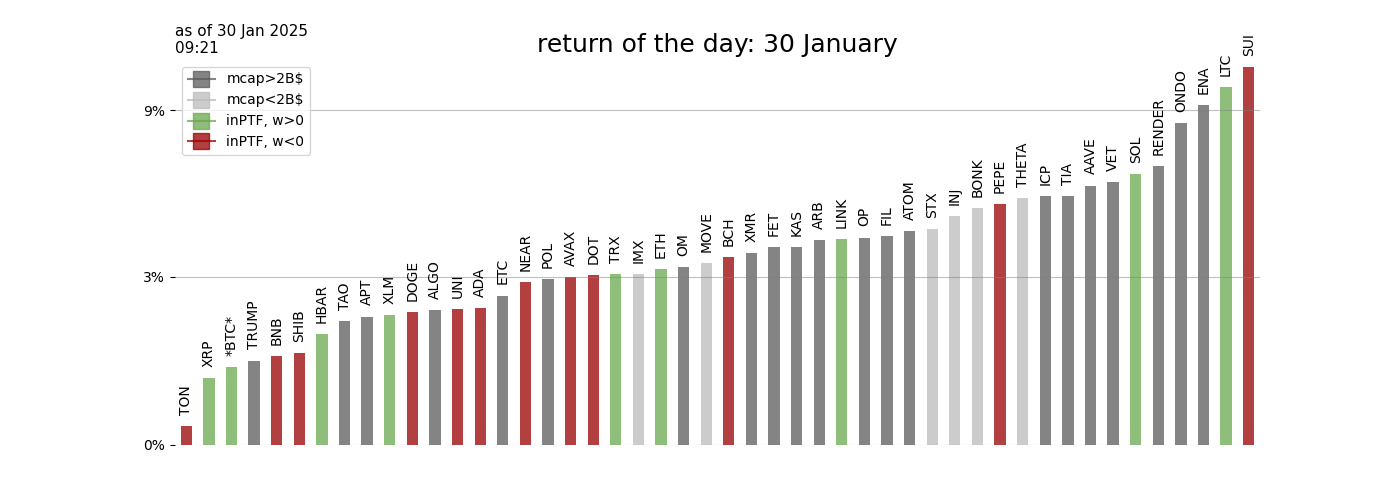 as of 30 Jan 2025
09:21
return of the day: 30 January
mcap>2B$
mcap<2B$
inPTF, w>0
inPTF, w<0
9%
3%
0%
TON
XRP
*BTC*
TRUMP
BNB
SHIB
HBAR
TAO
APT
XLM
DOGE
ALGO
UNI
ADA
ETC
NEAR
POL
AVAX
DOT
TRX
IMX
ETH
OM
MOVE
BCH
XMR
FET
KAS
ARB
LINK
OP
FIL
ATOM
STX
INJ
BONK
PEPE
THETA
ICP
TIA
AAVE
VET
SOL
RENDER
ONDO
ENA
LTC
SUI